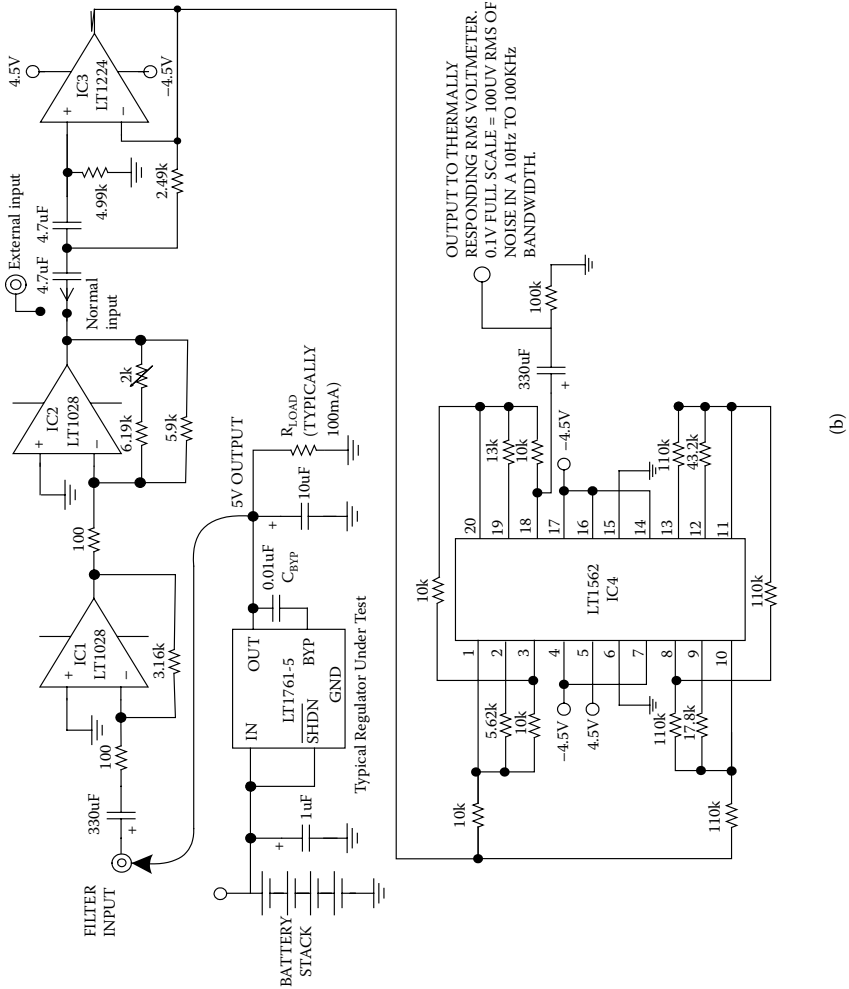 FILTER
INPUT
330uF
+
100
+
–
IC1
LT1028
3.16k
100
+
–
IC2
LT1028
6.19k
2k
5.9k
External input
Normal
input
4.7uF
4.7uF
4.99k
2.49k
+
–
IC3
LT1224
4.5V
–4.5V
BATTERY
STACK
+
1uF
IN
OUT
LT1761-5
SHDN
BYP
GND
Typical Regulator Under Test
0.01uF
CBYP
5V OUTPUT
+
10uF
RLOAD
(TYPICALLY
100mA)
10k
110k
5.62k
10k
–4.5V
4.5V
110k
17.8k
10k
1
2
3
4
5
6
7
8
9
10
LT1562
IC4
20
19
18
17
16
15
14
13
12
11
110k
13k
10k
–4.5V
110k
43.2k
330uF
+
100k
OUTPUT TO THERMALLY
RESPONDING RMS VOLTMETER.
0.1V FULL SCALE = 100UV RMS OF
NOISE IN A 10Hz TO 100KHz
BANDWIDTH.
(b)